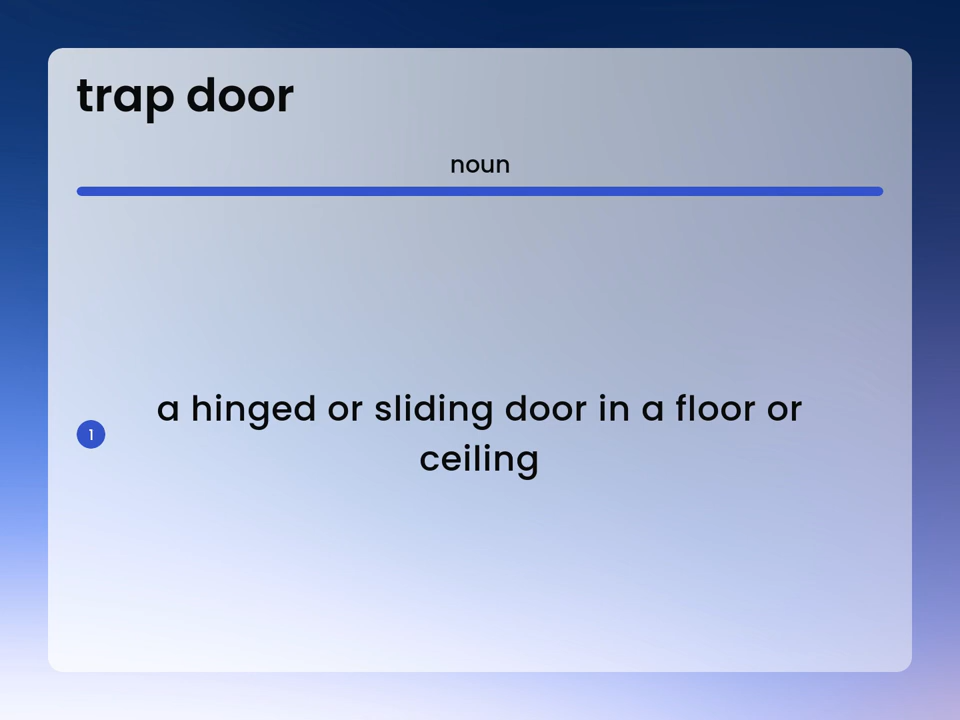 trap door
noun
a hinged or sliding door in a floor or
1
ceiling